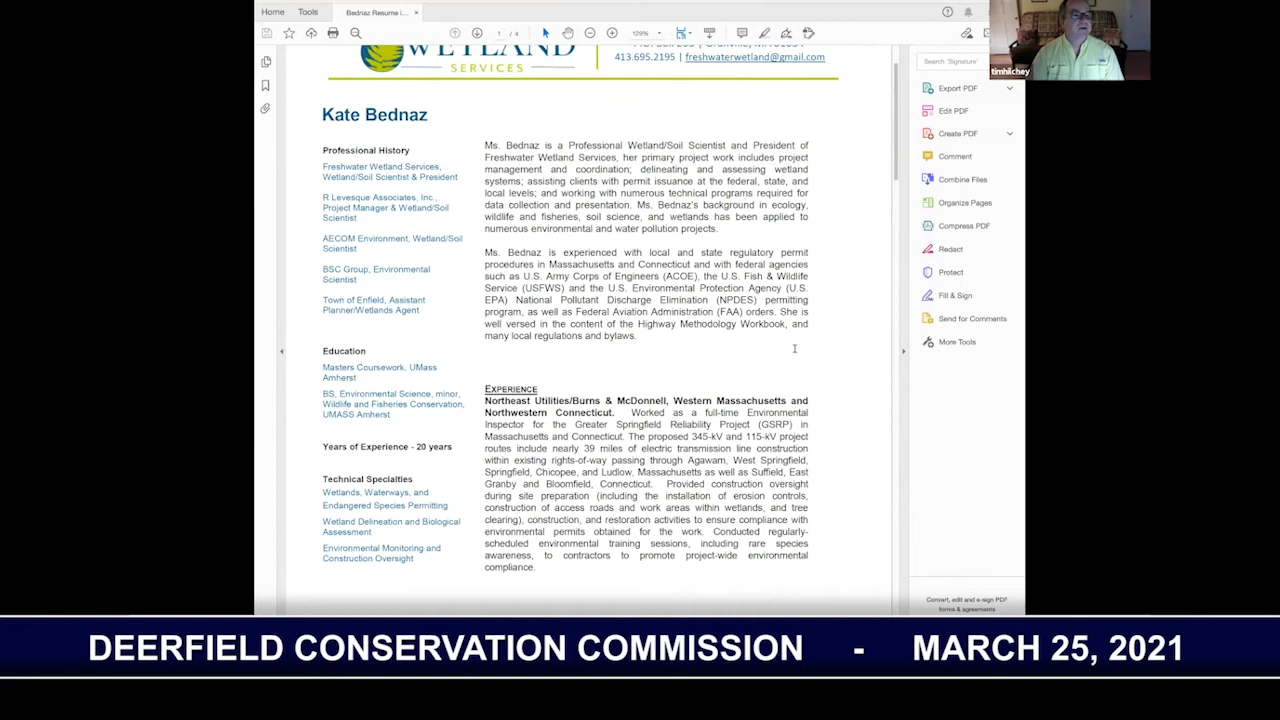 Home Tools Bednaz Resume i... ×
1 / 4 129%
WETLAND
SERVICES
413.695.2195 | freshwaterwetland@gmail.com
timhilchey
Search 'Signature'
Export PDF
Edit PDF
Create PDF
Comment
Combine Files
Organize Pages
Compress PDF
Redact
Protect
Fill & Sign
Send for Comments
More Tools
Convert, edit and e-sign PDF
forms & agreements
Kate Bednaz
Professional History
Freshwater Wetland Services,
Wetland/Soil Scientist & President
R Levesque Associates, Inc.,
Project Manager & Wetland/Soil
Scientist
AECOM Environment, Wetland/Soil
Scientist
BSC Group, Environmental
Scientist
Town of Enfield, Assistant
Planner/Wetlands Agent
Education
Masters Coursework, UMass
Amherst
BS, Environmental Science, minor,
Wildlife and Fisheries Conservation,
UMASS Amherst
Years of Experience - 20 years
Technical Specialties
Wetlands, Waterways, and
Endangered Species Permitting
Wetland Delineation and Biological
Assessment
Environmental Monitoring and
Construction Oversight
Ms. Bednaz is a Professional Wetland/Soil Scientist and President of
Freshwater Wetland Services, her primary project work includes project
management and coordination; delineating and assessing wetland
systems; assisting clients with permit issuance at the federal, state, and
local levels; and working with numerous technical programs required for
data collection and presentation. Ms. Bednaz's background in ecology,
wildlife and fisheries, soil science, and wetlands has been applied to
numerous environmental and water pollution projects.
Ms. Bednaz is experienced with local and state regulatory permit
procedures in Massachusetts and Connecticut and with federal agencies
such as U.S. Army Corps of Engineers (ACOE), the U.S. Fish & Wildlife
Service (USFWS) and the U.S. Environmental Protection Agency (U.S.
EPA) National Pollutant Discharge Elimination (NPDES) permitting
program, as well as Federal Aviation Administration (FAA) orders. She is
well versed in the content of the Highway Methodology Workbook, and
many local regulations and bylaws.
EXPERIENCE
Northeast Utilities/Burns & McDonnell, Western Massachusetts and
Northwestern Connecticut. Worked as a full-time Environmental
Inspector for the Greater Springfield Reliability Project (GSRP) in
Massachusetts and Connecticut. The proposed 345-kV and 115-kV project
routes include nearly 39 miles of electric transmission line construction
within existing rights-of-way passing through Agawam, West Springfield,
Springfield, Chicopee, and Ludlow, Massachusetts as well as Suffield, East
Granby and Bloomfield, Connecticut. Provided construction oversight
during site preparation (including the installation of erosion controls,
construction of access roads and work areas within wetlands, and tree
clearing), construction, and restoration activities to ensure compliance with
environmental permits obtained for the work. Conducted regularly-
scheduled environmental training sessions, including rare species
awareness, to contractors to promote project-wide environmental
compliance.
DEERFIELD CONSERVATION COMMISSION - MARCH 25, 2021